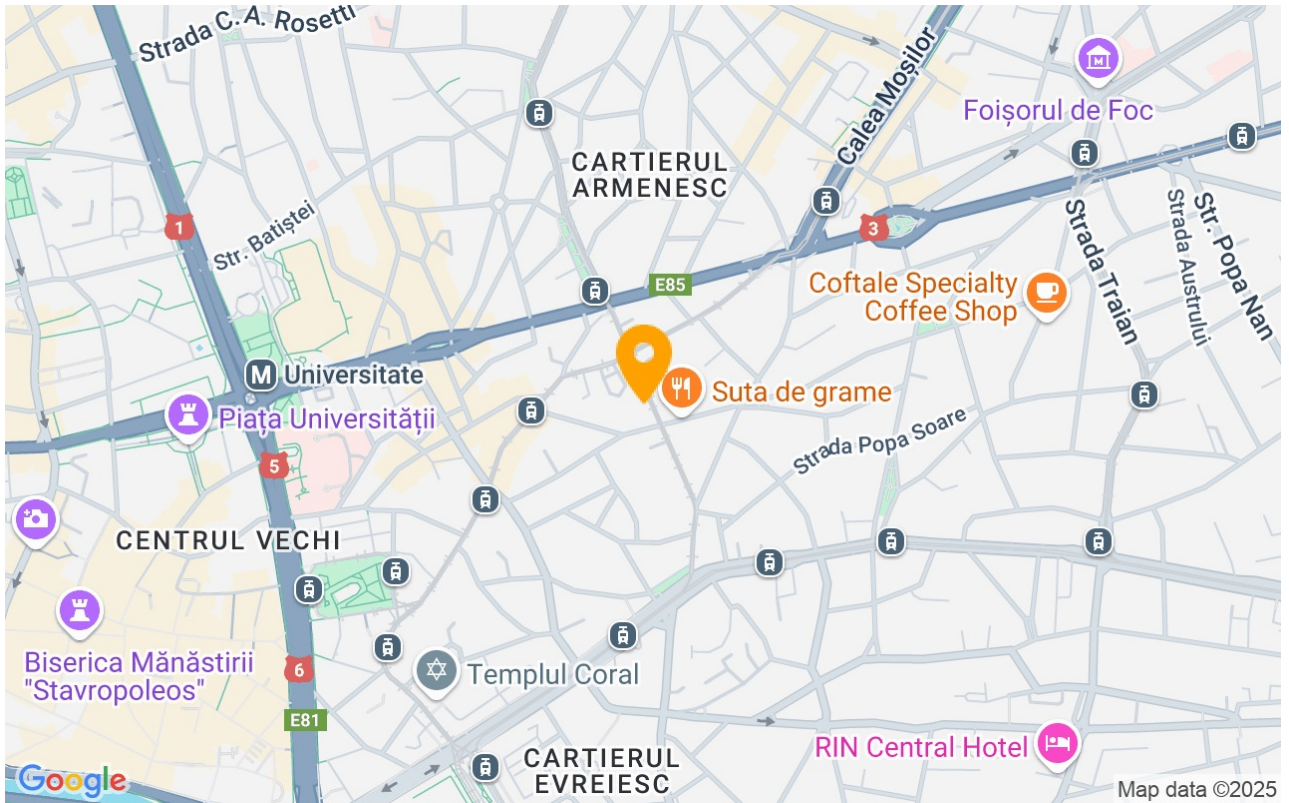 Strada C. A. Rosetti
Calea Moșilor
3
Foișorul de Foc
CARTIERUL
ARMENESC
1
Str. Batiștei
3
Strada Traian
Strada Austrului
Str. Popa Nan
E85
Coftale Specialty
Coffee Shop
M Universitate
Piața Universității
Suta de grame
Strada Popa Soare
5
CENTRUL VECHI
Biserica Mănăstirii
"Stavropoleos"
6
Templul Coral
E81
RIN Central Hotel
CARTIERUL
EVREIESC
Google
Map data ©2025